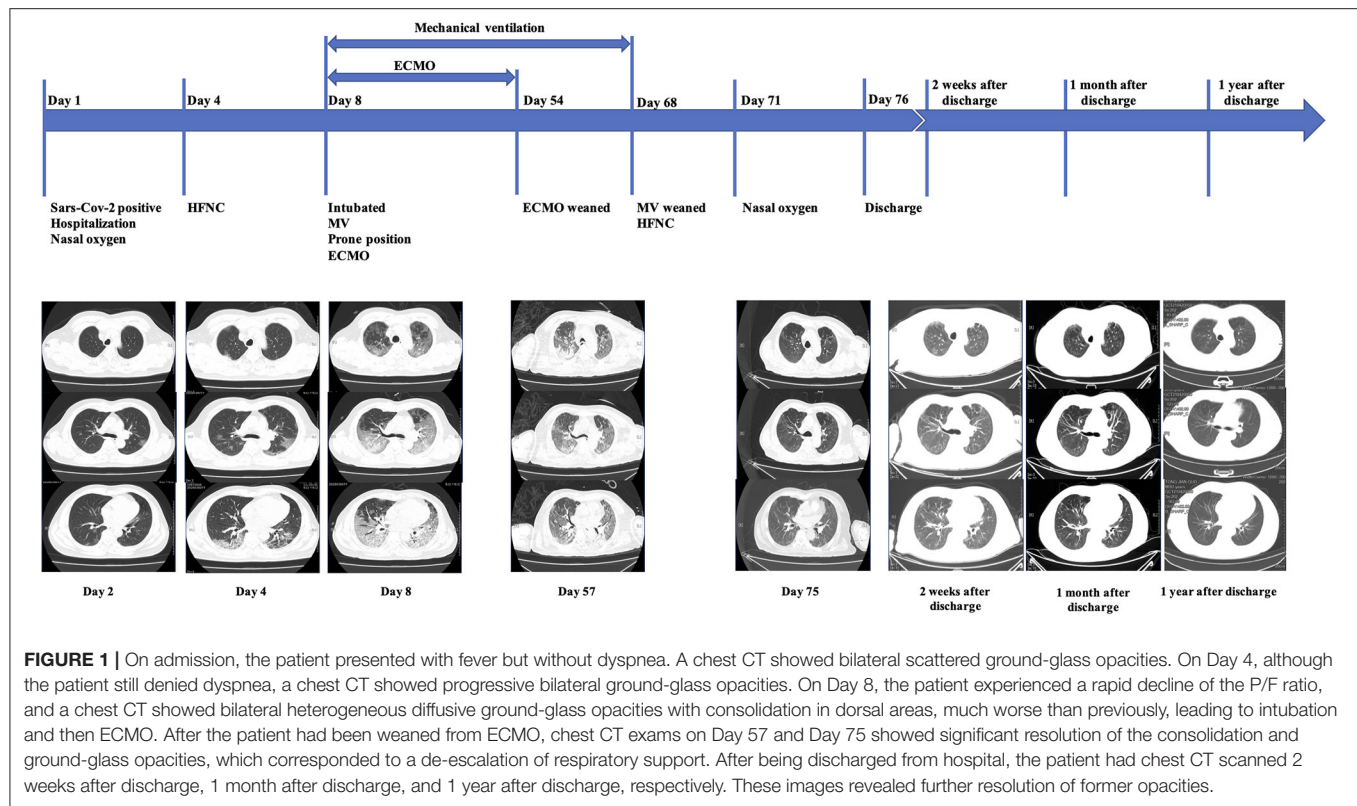 Mechanical ventilation
ECMO
Day 1
Day 4
Day 8
Day 54
Day 68
Day 71
Day 76
2 weeks after
discharge
1 month after
discharge
1 year after
discharge
Sars-Cov-2 positive
Hospitalization
Nasal oxygen
HFNC
Intubated
MV
Prone position
ECMO
ECMO weaned
MV weaned
HFNC
Nasal oxygen
Discharge
Day 2
Day 4
Day 8
Day 57
Day 75
2 weeks after
discharge
1 month after
discharge
1 year after discharge
FIGURE 1 | On admission, the patient presented with fever but without dyspnea. A chest CT showed bilateral scattered ground-glass opacities. On Day 4, although
the patient still denied dyspnea, a chest CT showed progressive bilateral ground-glass opacities. On Day 8, the patient experienced a rapid decline of the P/F ratio,
and a chest CT showed bilateral heterogeneous diffusive ground-glass opacities with consolidation in dorsal areas, much worse than previously, leading to intubation
and then ECMO. After the patient had been weaned from ECMO, chest CT exams on Day 57 and Day 75 showed significant resolution of the consolidation and
ground-glass opacities, which corresponded to a de-escalation of respiratory support. After being discharged from hospital, the patient had chest CT scanned 2
weeks after discharge, 1 month after discharge, and 1 year after discharge, respectively. These images revealed further resolution of former opacities.